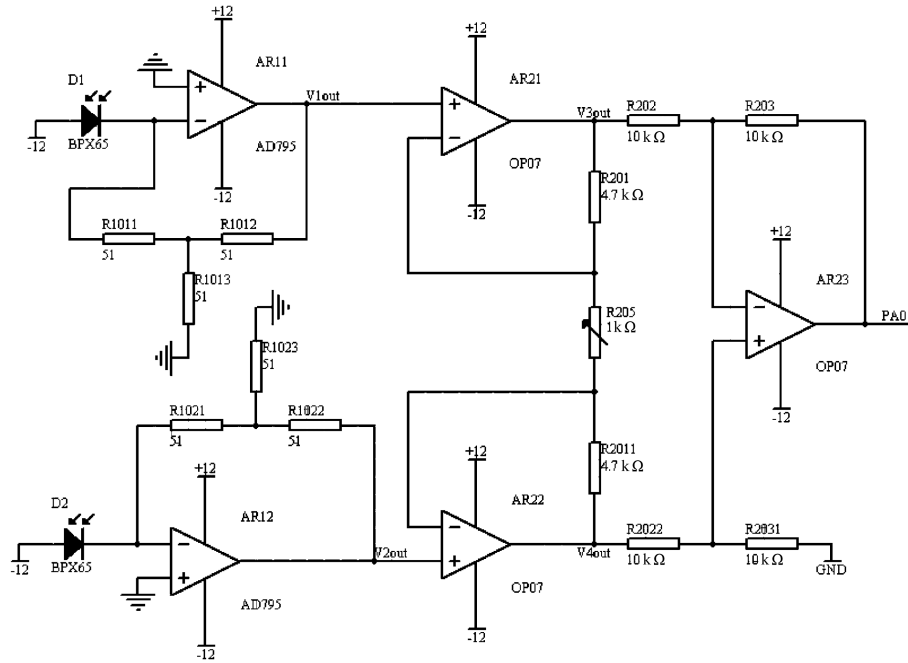 +12
+12
D1
AR11
AR21
V1out
V3out
R202
R203
-12
BPX65
AD795
OP07
10 kΩ
10 kΩ
-12
-12
R201
4.7 kΩ
R1011
R1012
51
51
+12
R1013
51
AR23
R205
1 kΩ
PA0
R1023
51
OP07
R1021
R1022
-12
51
51
R2011
4.7 kΩ
+12
+12
D2
AR12
AR22
R2022
R2031
V2out
V4out
-12
BPX65
10 kΩ
10 kΩ
GND
AD795
OP07
-12
-12